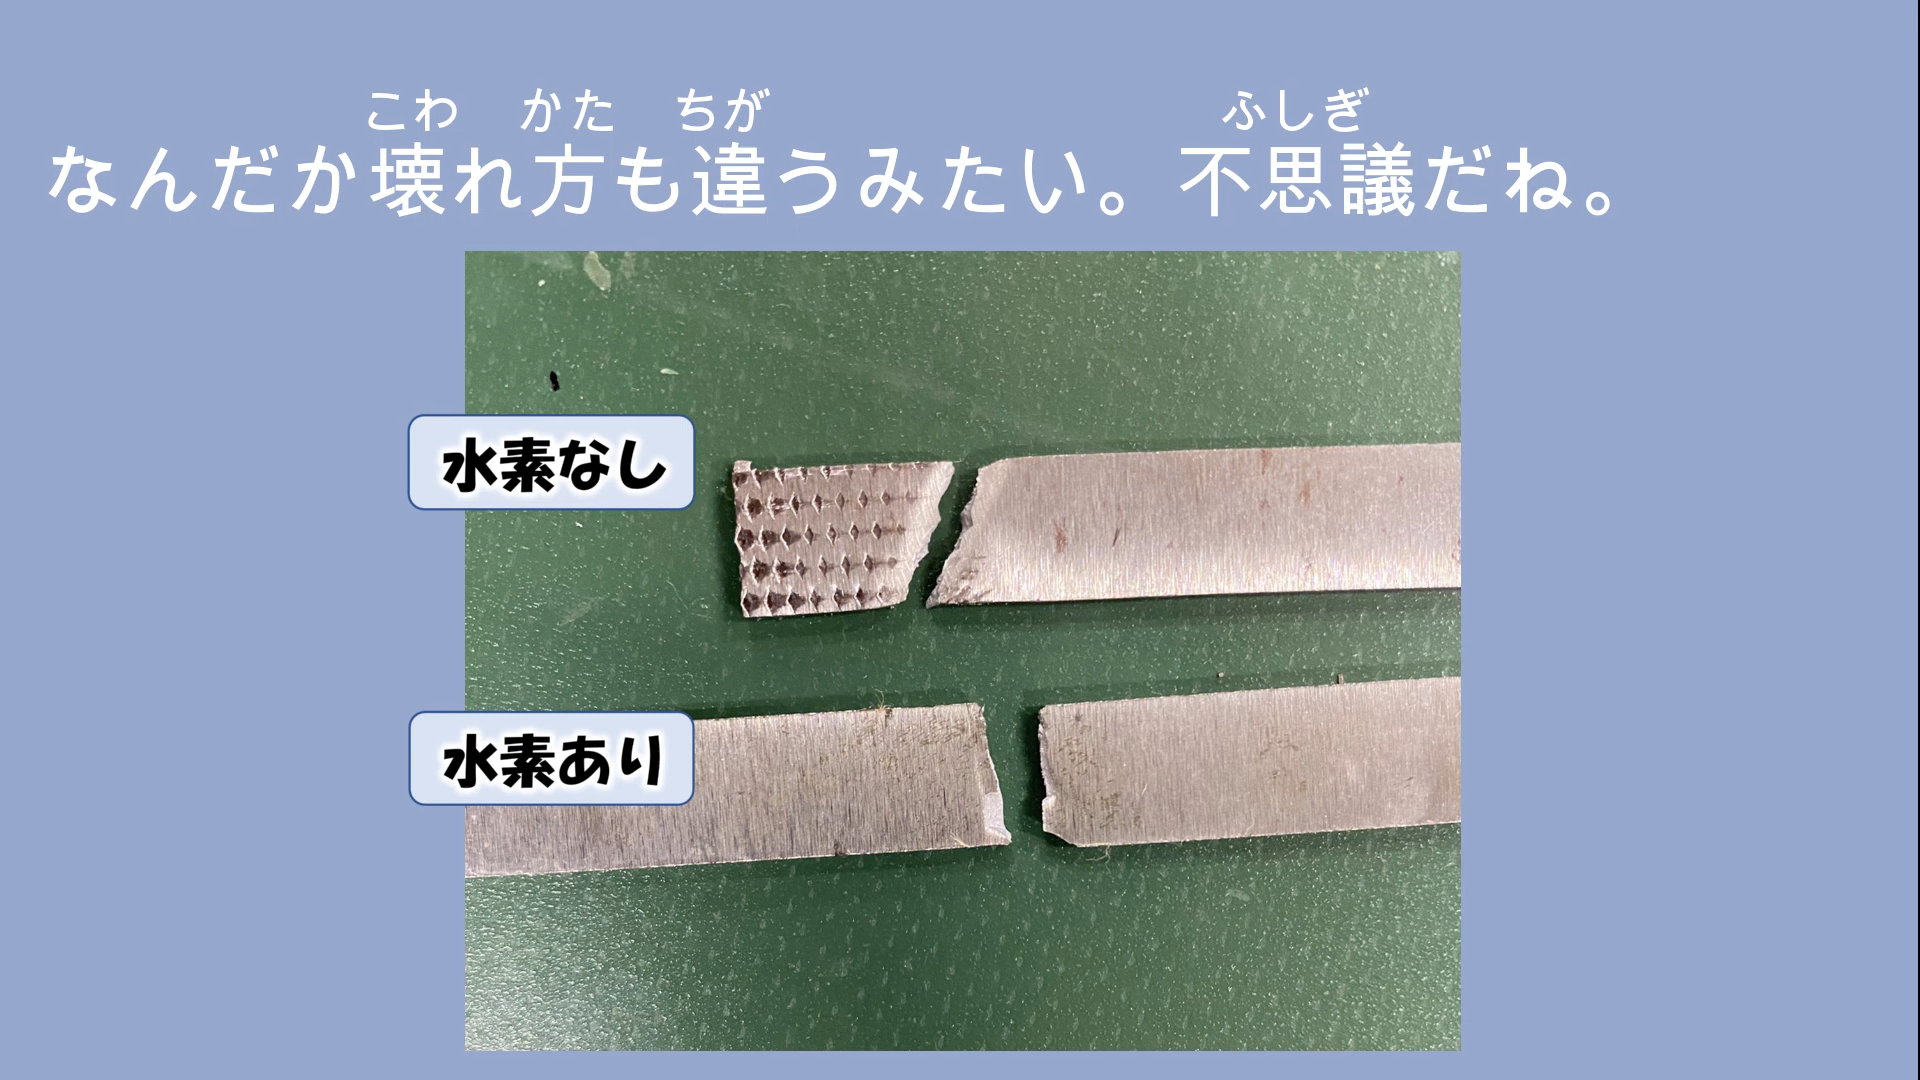 こわ かた ちが ふしぎ
なんだか壊れ方も違うみたい。不思議だね。
水素なし
水素あり